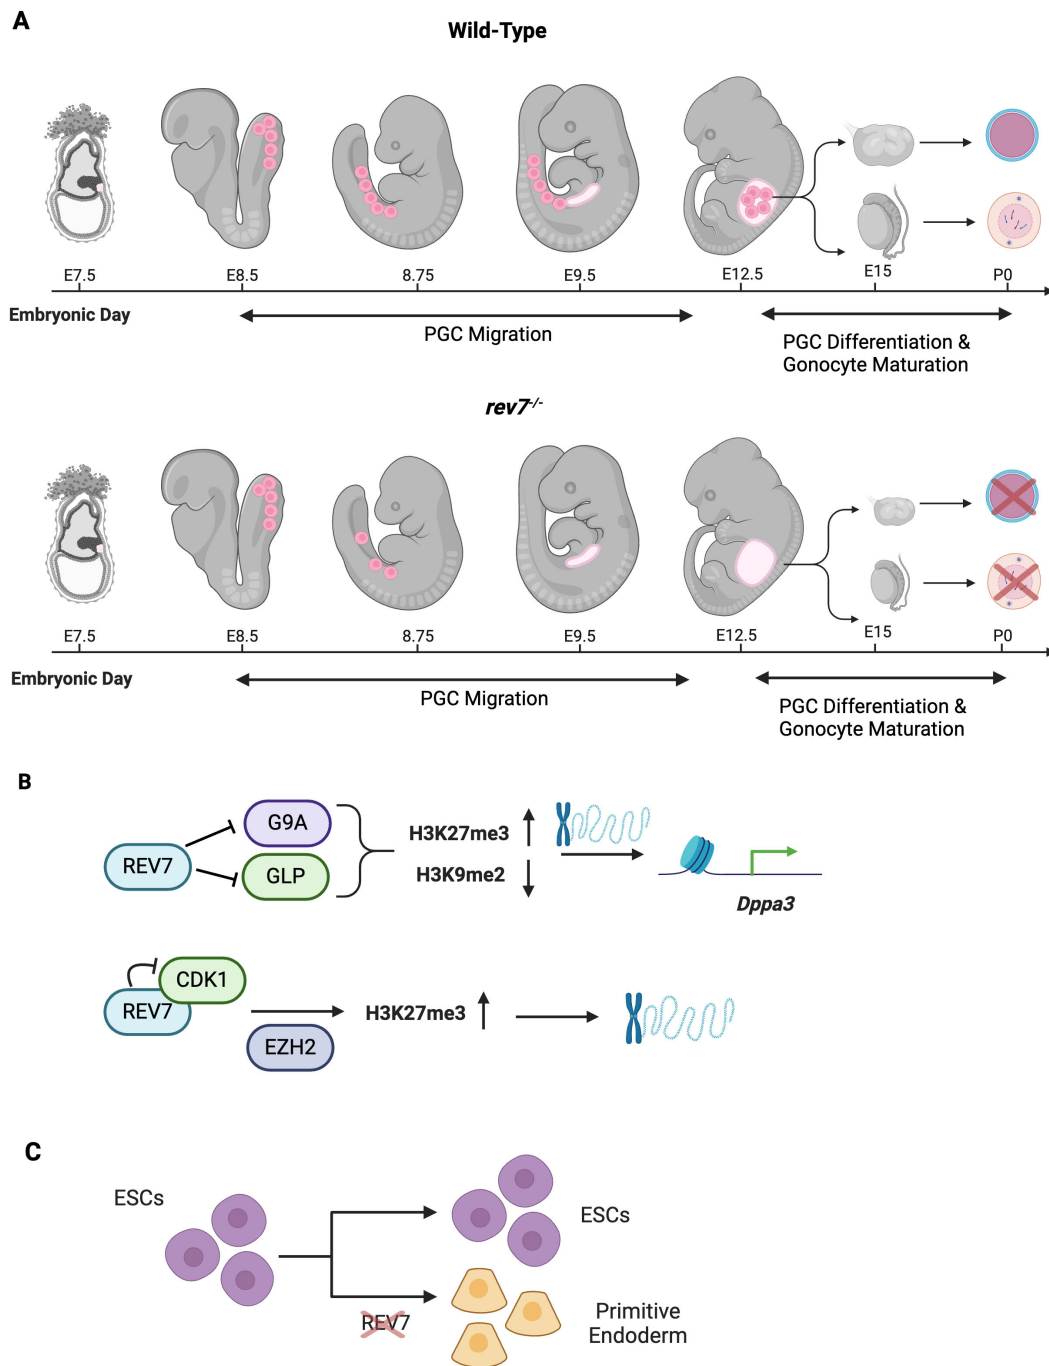 A
Wild-Type
E7.5
E8.5
8.75
E9.5
E12.5
E15
P0
Embryonic Day
PGC Migration
PGC Differentiation &
Gonocyte Maturation
rev7-/-
E7.5
E8.5
8.75
E9.5
E12.5
E15
P0
Embryonic Day
PGC Migration
PGC Differentiation &
Gonocyte Maturation
B
REV7
G9A
GLP
H3K27me3
H3K9me2
Dppa3
REV7
CDK1
EZH2
H3K27me3
C
ESCs
ESCs
REV7
Primitive
Endoderm